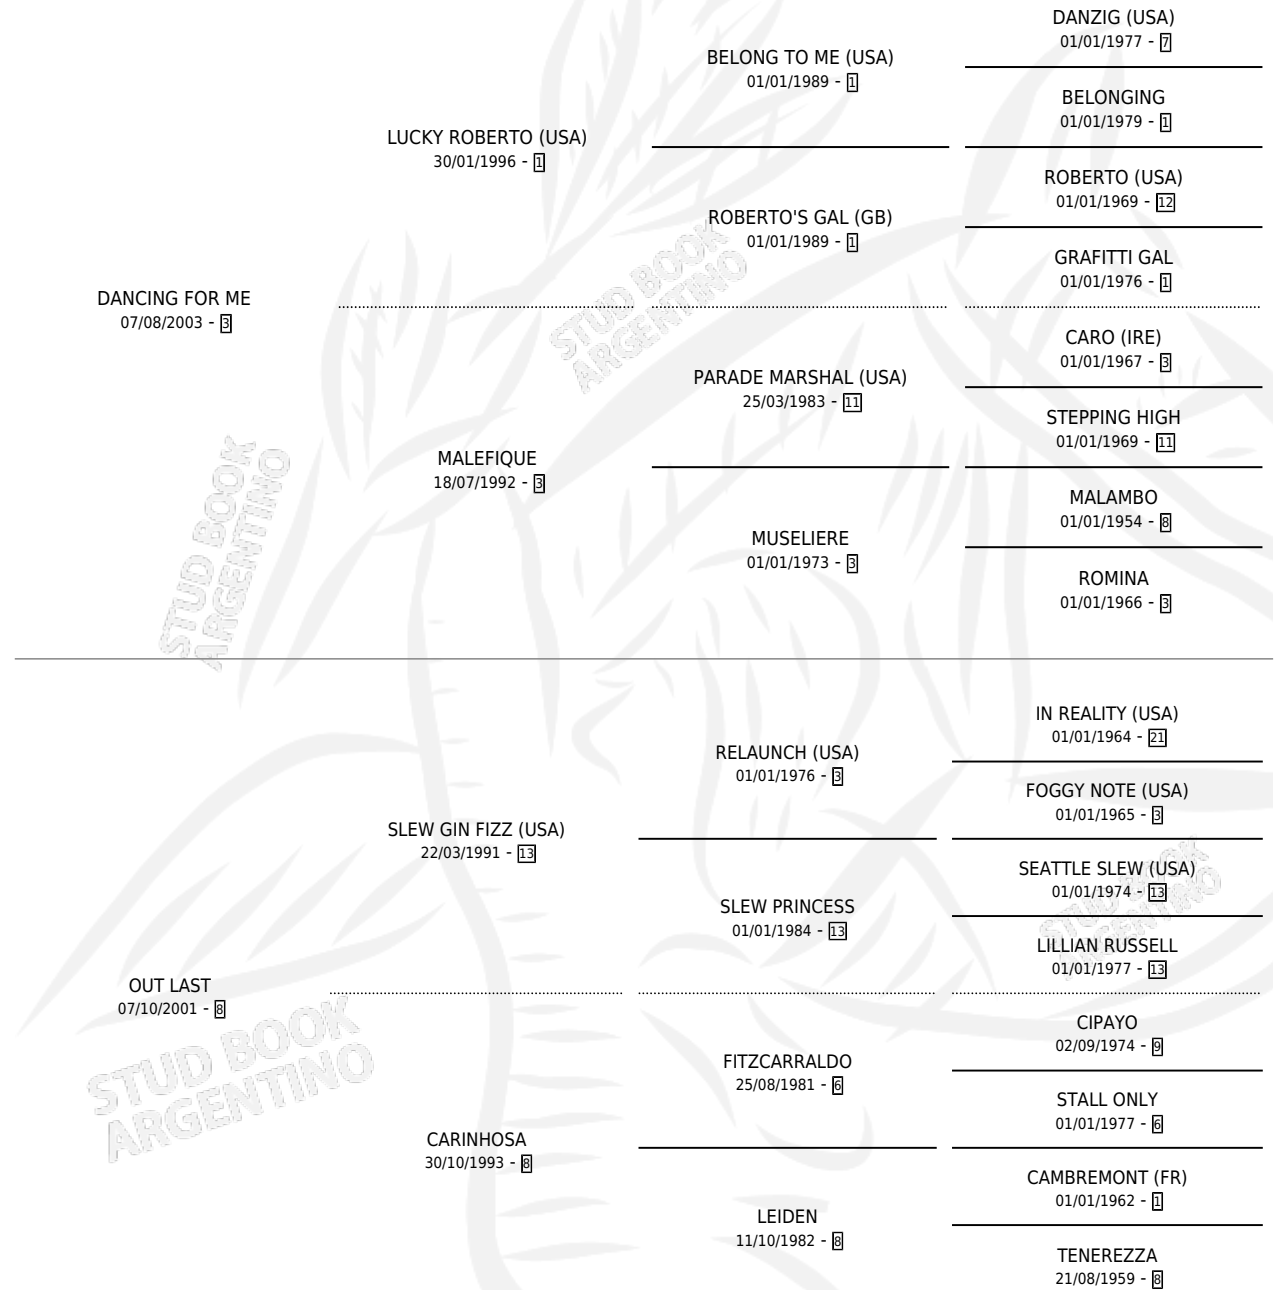 DANZIG (USA)
01/01/1977 - 7
BELONG TO ME (USA)
01/01/1989 - 1
BELONGING
01/01/1979 - 1
LUCKY ROBERTO (USA)
30/01/1996 - 1
ROBERTO (USA)
01/01/1969 - 12
ROBERTO'S GAL (GB)
01/01/1989 - 1
GRAFITTI GAL
01/01/1976 - 1
DANCING FOR ME
07/08/2003 - 3
STUD BOOK
ARGENTINO
CARO (IRE)
01/01/1967 - 3
PARADE MARSHAL (USA)
25/03/1983 - 11
STEPPING HIGH
01/01/1969 - 11
MALEFIQUE
18/07/1992 - 3
MALAMBO
01/01/1954 - 8
MUSELIERE
01/01/1973 - 3
ROMINA
01/01/1966 - 3
STUD BOOK
ARGENTINO
IN REALITY (USA)
01/01/1964 - 21
RELAUNCH (USA)
01/01/1976 - 3
FOGGY NOTE (USA)
01/01/1965 - 3
SLEW GIN FIZZ (USA)
22/03/1991 - 13
SEATTLE SLEW (USA)
01/01/1974 - 13
SLEW PRINCESS
01/01/1984 - 13
STUD BOOK
ARGENTINO
LILLIAN RUSSELL
01/01/1977 - 13
OUT LAST
07/10/2001 - 8
STUD BOOK
ARGENTINO
CIPAYO
02/09/1974 - 9
FITZCARRALDO
25/08/1981 - 6
STALL ONLY
01/01/1977 - 6
CARINHOSA
30/10/1993 - 8
CAMBREMONT (FR)
01/01/1962 - 1
LEIDEN
11/10/1982 - 8
TENEREZZA
21/08/1959 - 8